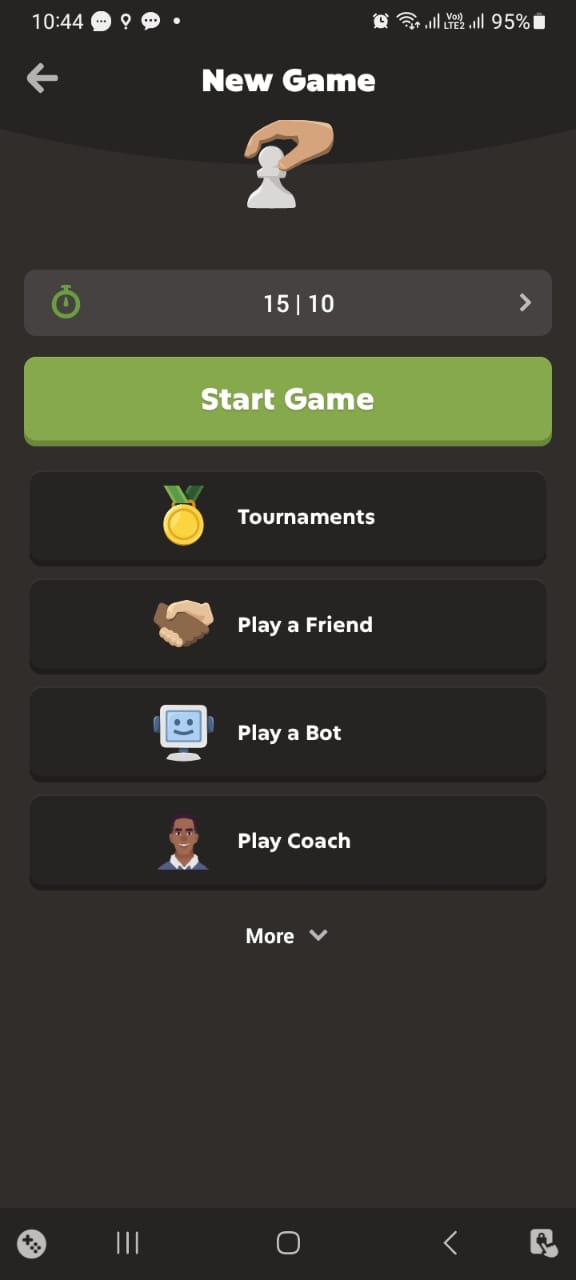 10:44
Vo))
LTE2
95%
New Game
15 | 10
Start Game
Tournaments
Play a Friend
Play a Bot
Play Coach
More